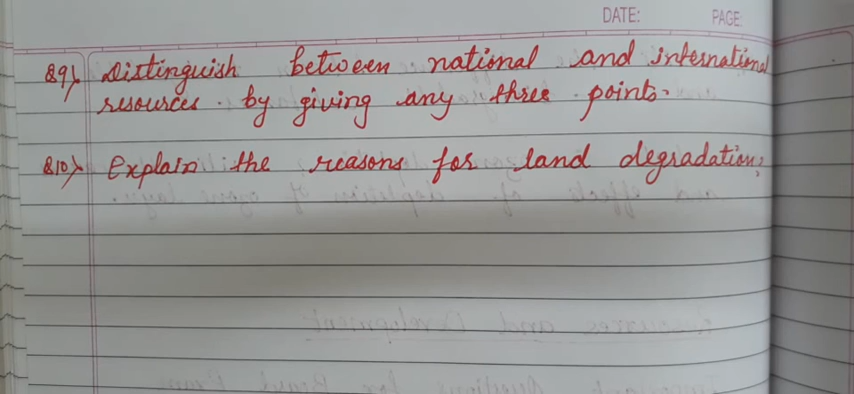 DATE: PAGE:
Q9) Distinguish between national and international
resources. by giving any three points.
Q10) Explain the reasons for land degradation?